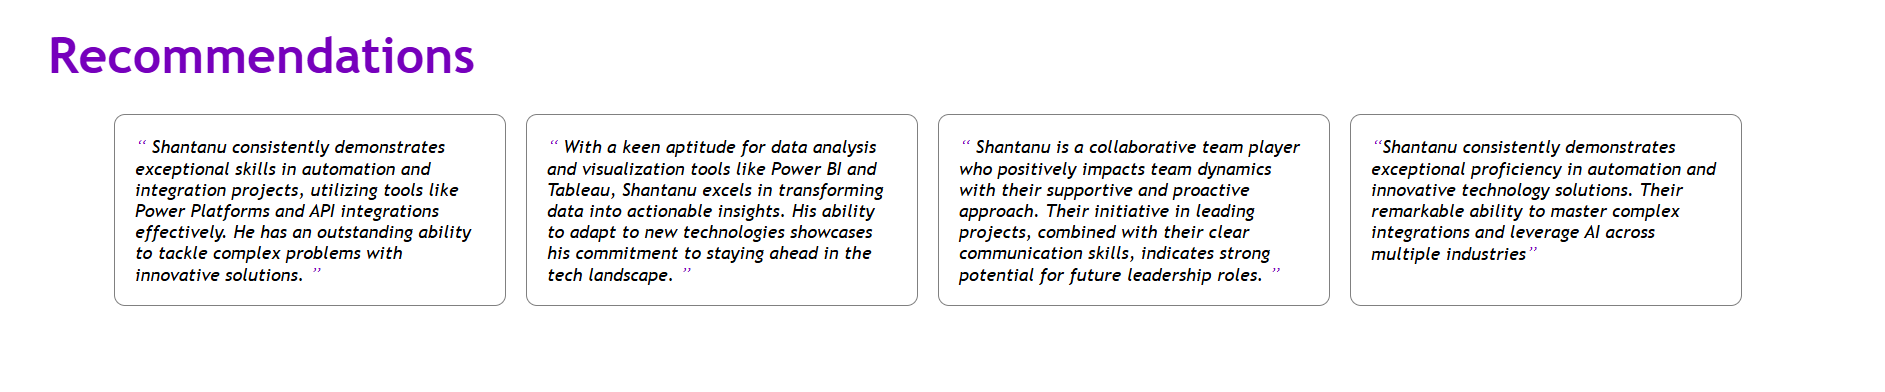 Recommendations
“ Shantanu consistently demonstrates
exceptional skills in automation and
integration projects, utilizing tools like
Power Platforms and API integrations
effectively. He has an outstanding ability
to tackle complex problems with
innovative solutions. ”
“ With a keen aptitude for data analysis
and visualization tools like Power BI and
Tableau, Shantanu excels in transforming
data into actionable insights. His ability
to adapt to new technologies showcases
his commitment to staying ahead in the
tech landscape. ”
“ Shantanu is a collaborative team player
who positively impacts team dynamics
with their supportive and proactive
approach. Their initiative in leading
projects, combined with their clear
communication skills, indicates strong
potential for future leadership roles. ”
“Shantanu consistently demonstrates
exceptional proficiency in automation and
innovative technology solutions. Their
remarkable ability to master complex
integrations and leverage AI across
multiple industries”